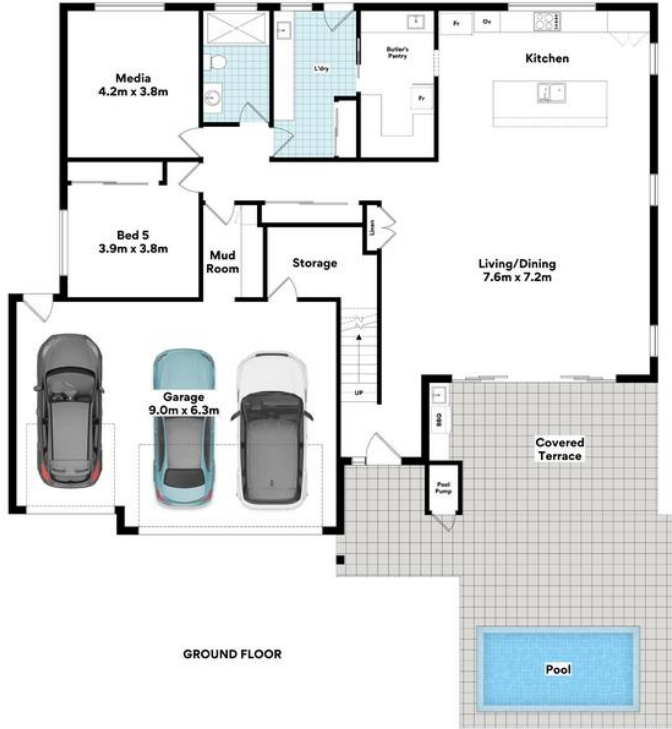 Media
4.2m x 3.8m
L'dry
Butler's
Pantry
Fr
Fr
Ov
Kitchen
Bed 5
3.9m x 3.8m
Mud
Room
Storage
Linen
Living/Dining
7.6m x 7.2m
Garage
9.0m x 6.3m
UP
BBQ
Covered
Terrace
Pool
Pump
GROUND FLOOR
Pool